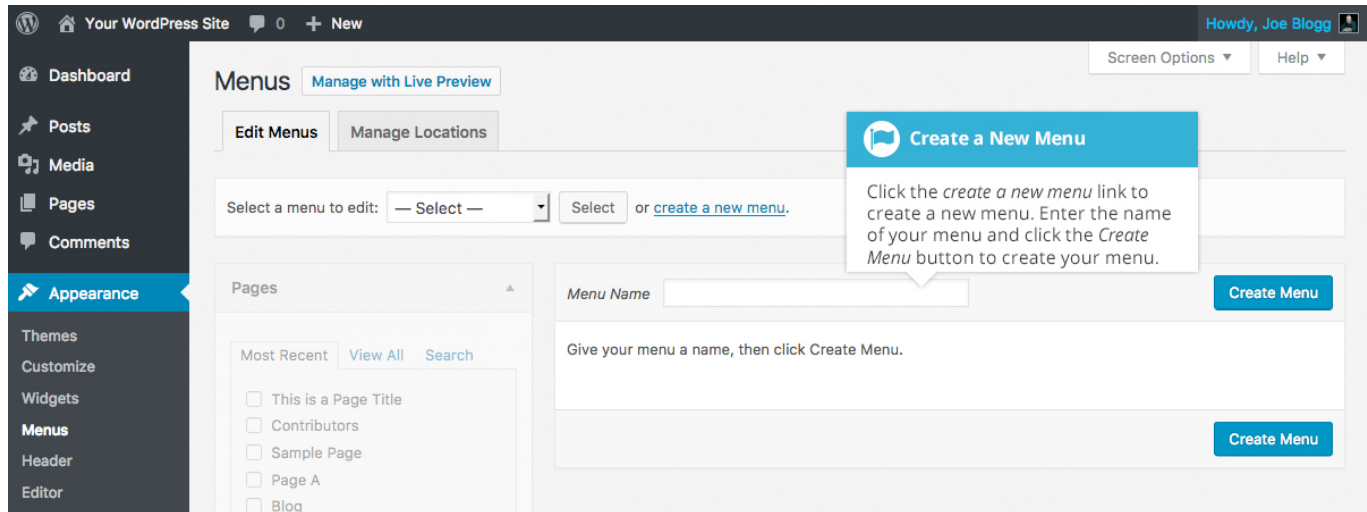 Your WordPress Site 0 + New Howdy, Joe Blogg
Screen Options ▼ Help ▼
Dashboard
Posts
Media
Pages
Comments
Appearance
Themes
Customize
Widgets
Menus
Header
Editor
Menus Manage with Live Preview
Edit Menus Manage Locations
Select a menu to edit: — Select — Select or create a new menu.
Create a New Menu
Click the create a new menu link to
create a new menu. Enter the name
of your menu and click the Create
Menu button to create your menu.
Pages
Most Recent View All Search
This is a Page Title
Contributors
Sample Page
Page A
Blog
Menu Name Create Menu
Give your menu a name, then click Create Menu.
Create Menu